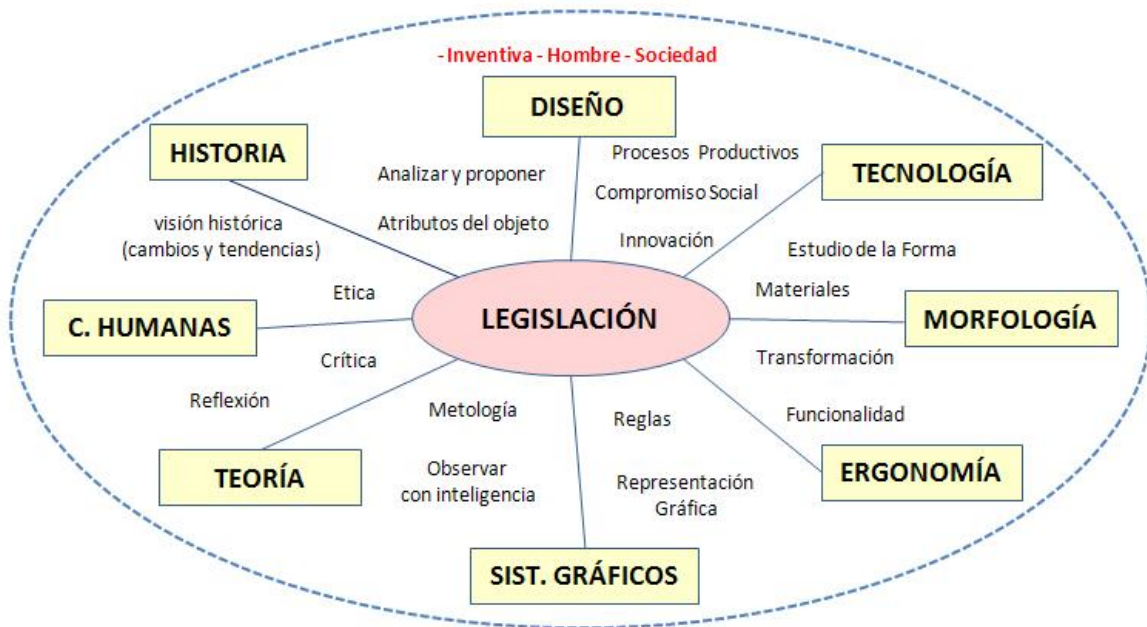 - Inventiva - Hombre - Sociedad
DISEÑO
HISTORIA
Procesos Productivos
TECNOLOGÍA
Analizar y proponer
Compromiso Social
visión histórica
(cambios y tendencias)
Atributos del objeto
Innovación
Estudio de la Forma
Etica
Materiales
C. HUMANAS
LEGISLACIÓN
MORFOLOGÍA
Crítica
Transformación
Reflexión
Metología
Reglas
Funcionalidad
TEORÍA
Observar
con inteligencia
Representación
Gráfica
ERGONOMÍA
SIST. GRÁFICOS